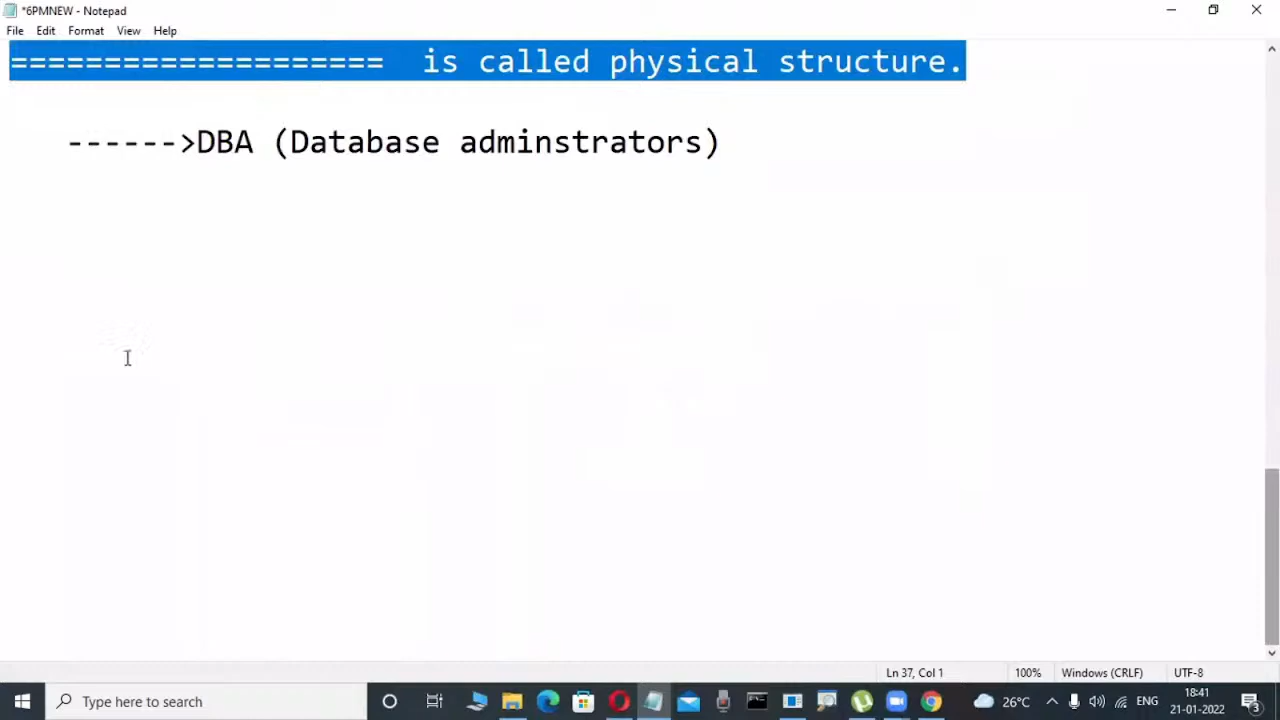 *6PMNEW - Notepad
File Edit Format View Help
==================== is called physical structure.
------>DBA (Database adminstrators)
Ln 37, Col 1 100% Windows (CRLF) UTF-8
Type here to search
26°C ENG 18:41
21-01-2022
3